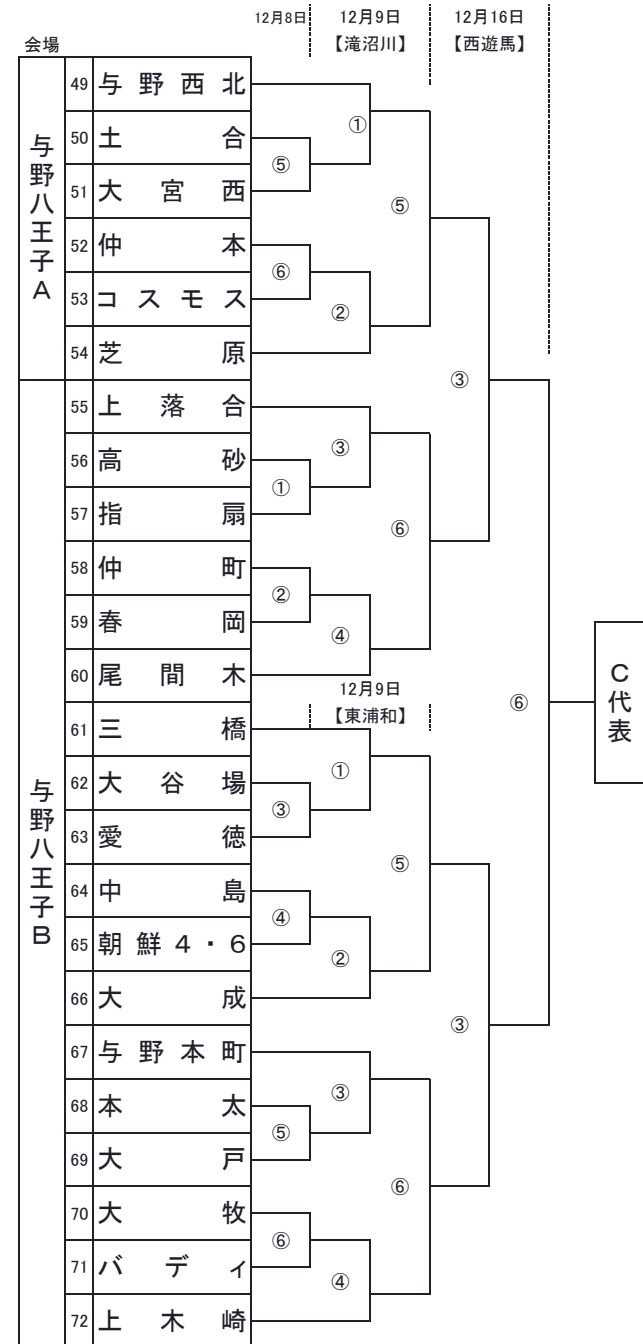 12月8日 12月9日 12月16日
会場 【滝沼川】 【西遊馬】
与野八王子A
49 与野西北
50 土合
51 大宮西
52 仲本
53 コスモス
54 芝原
①
⑤
⑤
⑥
②
③
与野八王子B
55 上落合
56 高砂
57 指扇
58 仲町
59 春岡
60 尾間木
③
①
⑥
②
④
12月9日
【東浦和】
⑥
C代表
61 三橋
62 大谷場
63 愛徳
64 中島
65 朝鮮4・6
66 大成
①
③
⑤
④
②
③
67 与野本町
68 本太
69 大戸
70 大牧
71 バディ
72 上木崎
③
⑤
⑥
⑥
④